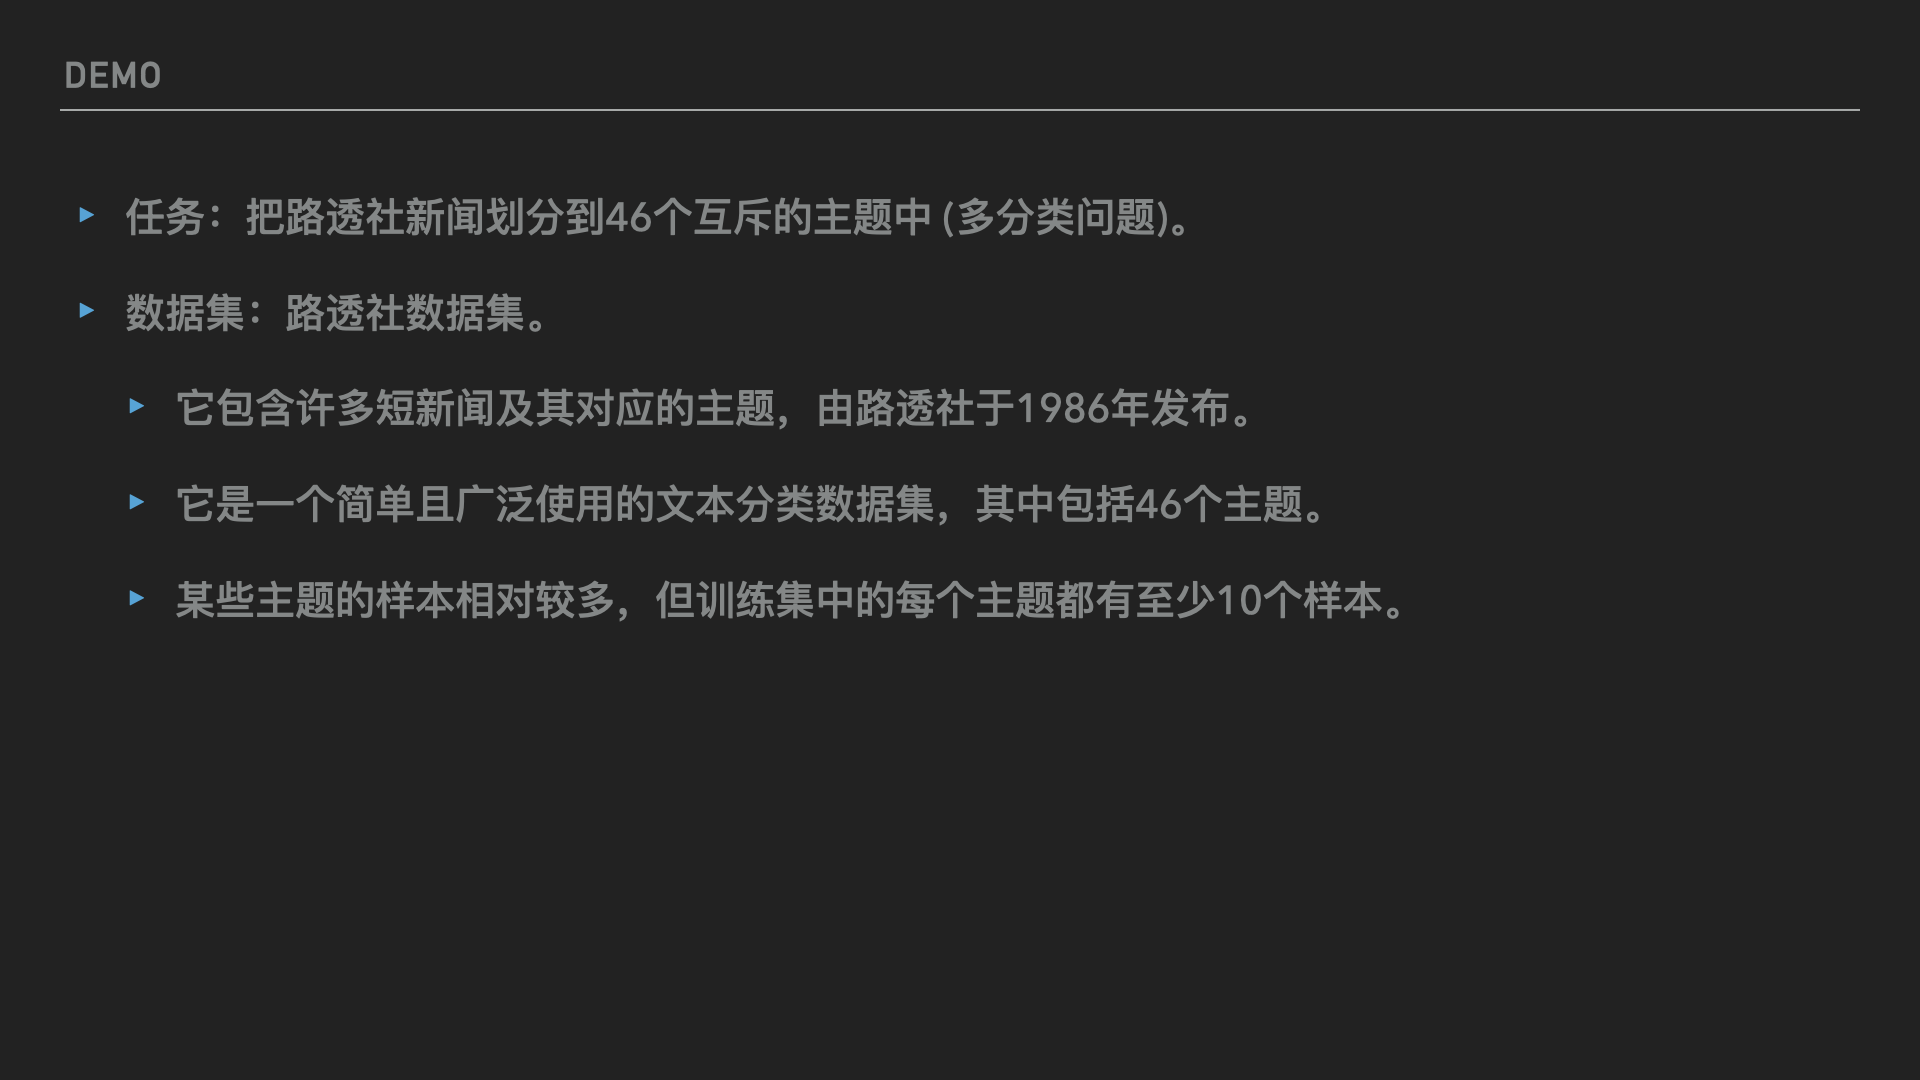 DEMO
任务：把路透社新闻划分到46个互斥的主题中 (多分类问题)。
数据集：路透社数据集。
它包含许多短新闻及其对应的主题，由路透社于1986年发布。
它是一个简单且广泛使用的文本分类数据集，其中包括46个主题。
某些主题的样本相对较多，但训练集中的每个主题都有至少10个样本。